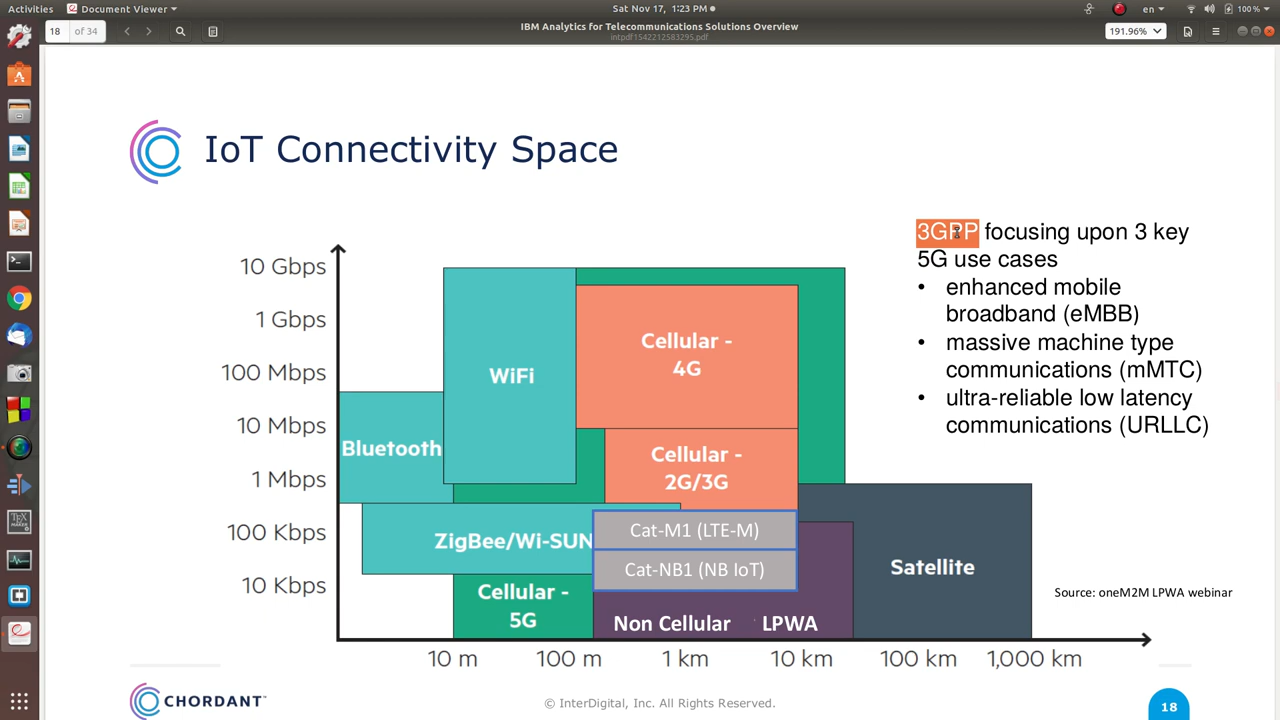 Activities Document Viewer Sat Nov 17, 1:23 PM en 100%
18 of 34 IBM Analytics for Telecommunications Solutions Overview 191.96%
intpdf1542212583295.pdf
IoT Connectivity Space
3GPP focusing upon 3 key
5G use cases
• enhanced mobile
broadband (eMBB)
• massive machine type
communications (mMTC)
• ultra-reliable low latency
communications (URLLC)
10 Gbps
1 Gbps
100 Mbps
10 Mbps
1 Mbps
100 Kbps
10 Kbps
WiFi
Cellular -
4G
Bluetooth
Cellular -
2G/3G
ZigBee/Wi-SUN
Cat-M1 (LTE-M)
Cat-NB1 (NB IoT)
Satellite
Cellular -
5G
Non Cellular LPWA
Source: oneM2M LPWA webinar
10 m 100 m 1 km 10 km 100 km 1,000 km
CHORDANT™
© InterDigital, Inc. All Rights Reserved.
18